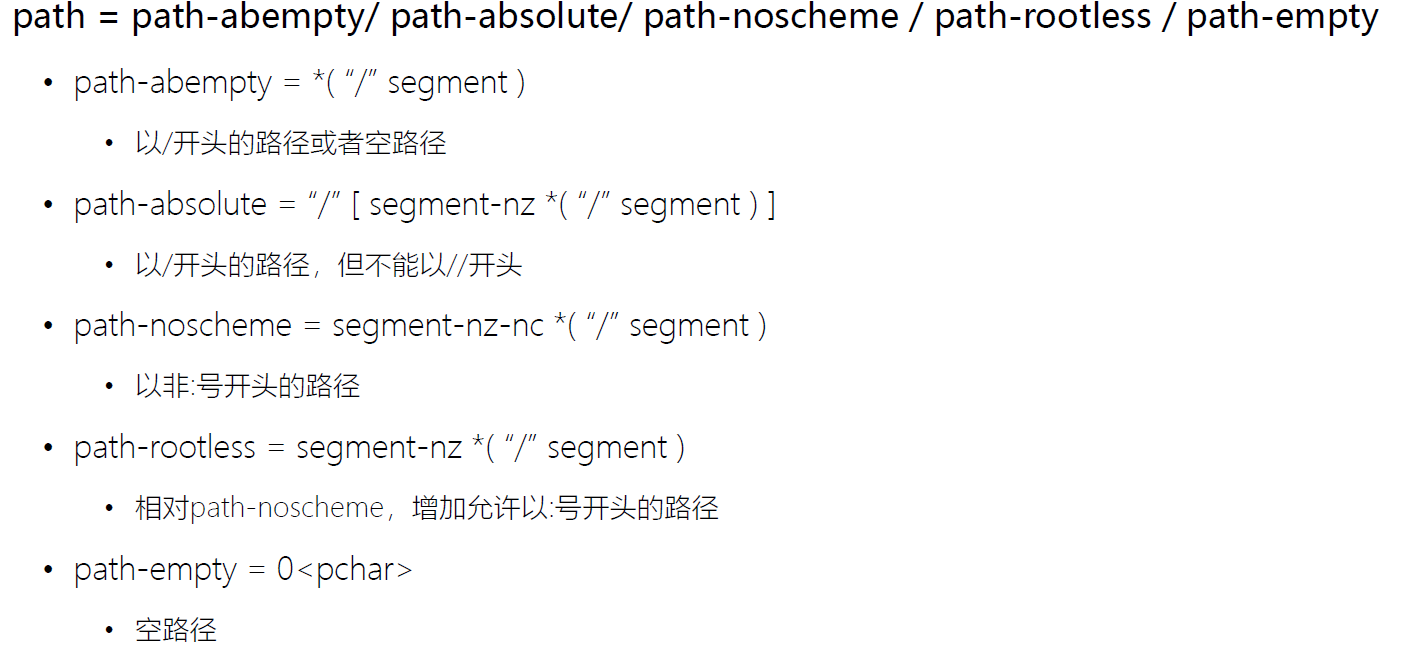 path = path-abempty/ path-absolute/ path-noscheme / path-rootless / path-empty
• path-abempty = *( “/” segment )
• 以/开头的路径或者空路径
• path-absolute = “/” [ segment-nz *( “/” segment ) ]
• 以/开头的路径，但不能以//开头
• path-noscheme = segment-nz-nc *( “/” segment )
• 以非:号开头的路径
• path-rootless = segment-nz *( “/” segment )
• 相对path-noscheme，增加允许以:号开头的路径
• path-empty = 0<pchar>
• 空路径